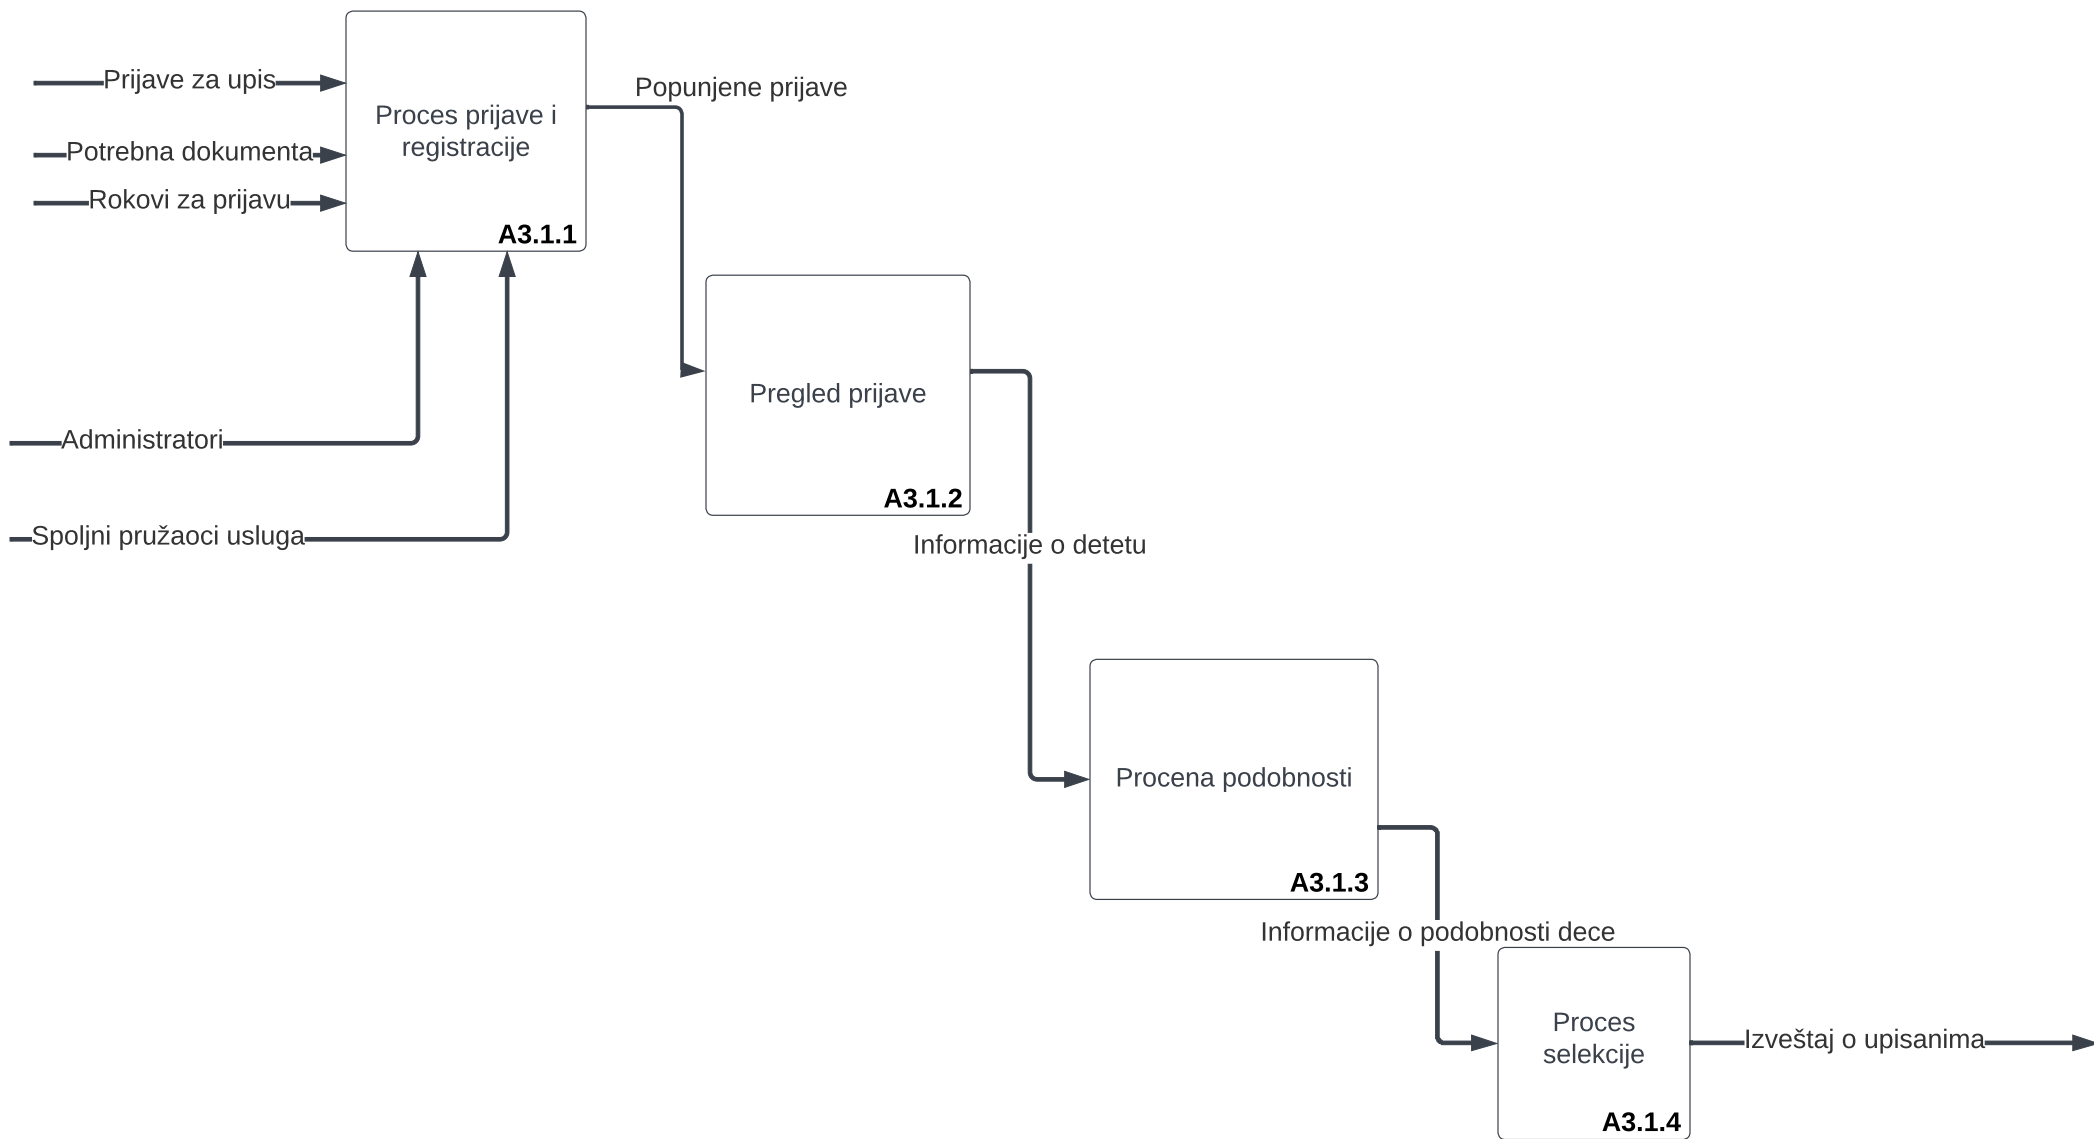 Prijave za upis
Popunjene prijave
Proces prijave i
registracije
Potrebna dokumenta
Rokovi za prijavu
A3.1.1
Pregled prijave
Administratori
A3.1.2
Spoljni pružaoci usluga
Informacije o detetu
Procena podobnosti
A3.1.3
Informacije o podobnosti dece
Proces
selekcije
Izveštaj o upisanima
A3.1.4